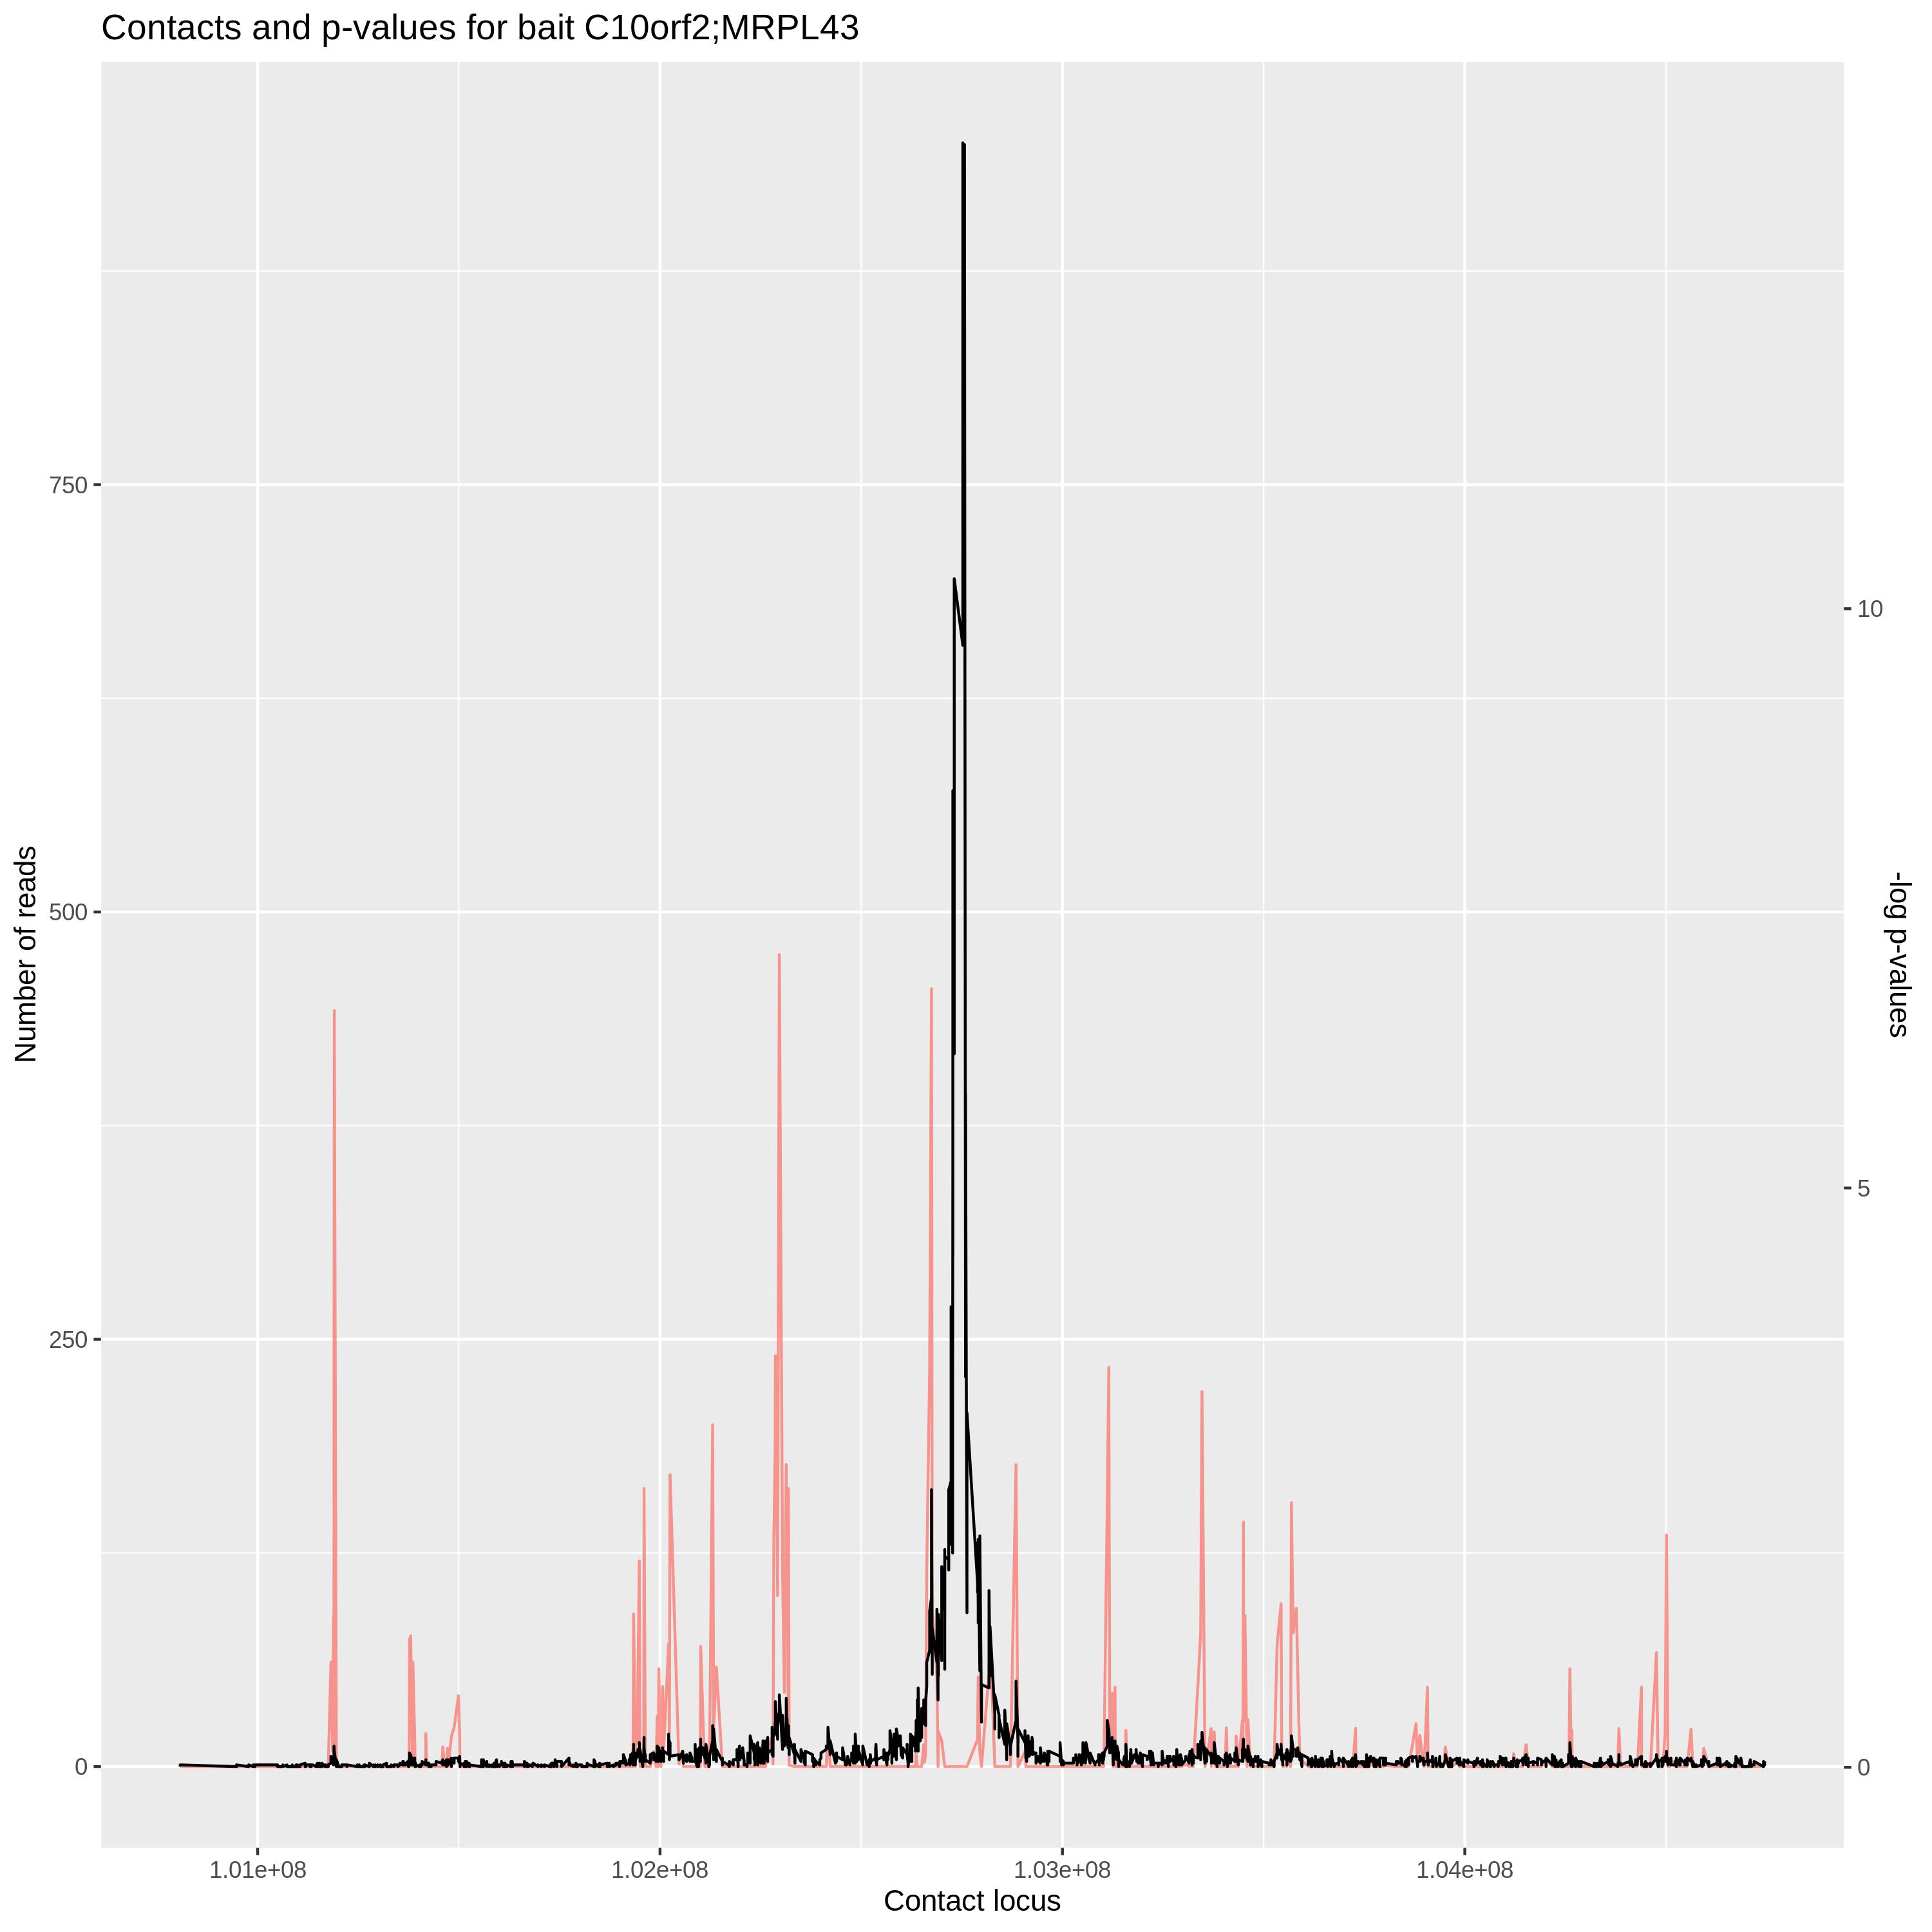 Contacts and p-values for bait C10orf2;MRPL43
Number of reads
750
500
250
0
10
5
0
-log p-values
1.01e+08
1.02e+08
1.03e+08
1.04e+08
Contact locus